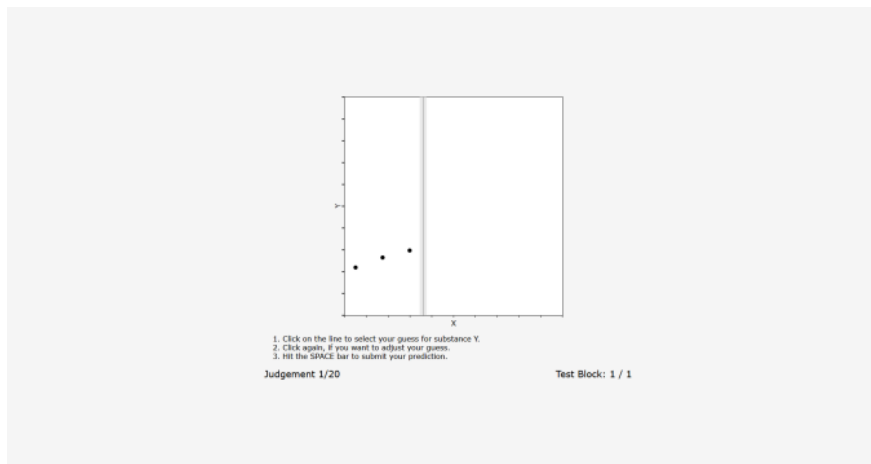 Y
X
1. Click on the line to select your guess for substance Y.
2. Click again, if you want to adjust your guess.
3. Hit the SPACE bar to submit your prediction.
Judgement 1/20
Test Block: 1 / 1